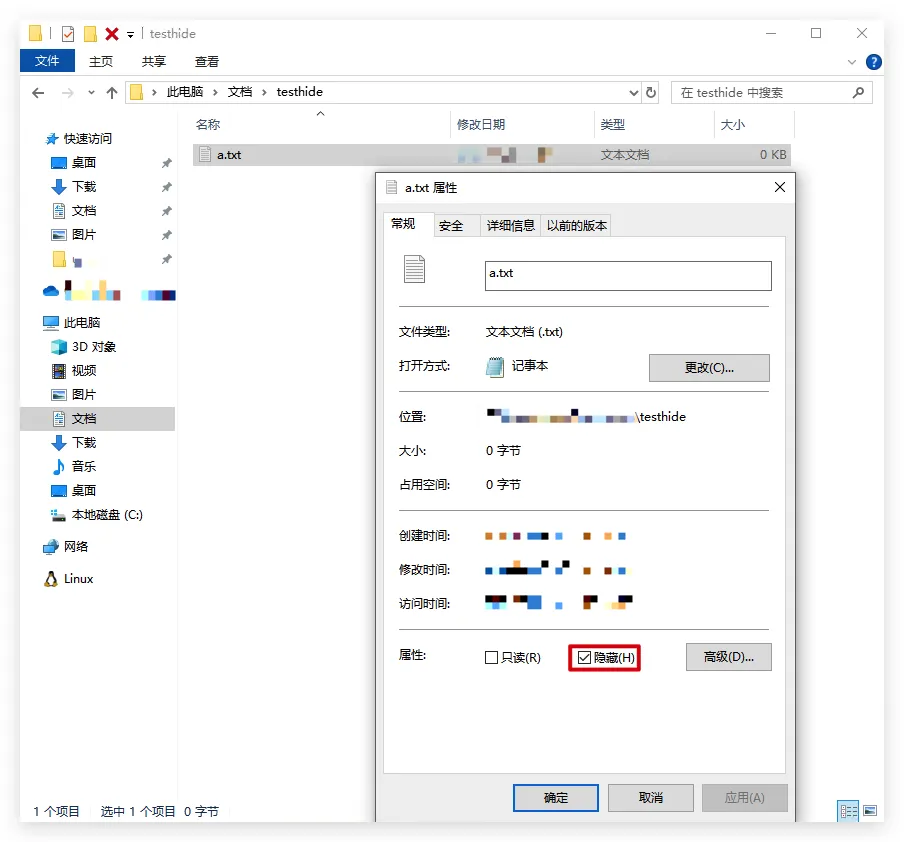 testhide
文件 主页 共享 查看
此电脑 文档 testhide
在 testhide 中搜索
名称 修改日期 类型 大小
a.txt 文本文档 0 KB
快速访问
桌面
下载
文档
图片
此电脑
3D 对象
视频
图片
文档
下载
音乐
桌面
本地磁盘 (C:)
网络
Linux
1 个项目 选中 1 个项目 0 字节
a.txt 属性
常规 安全 详细信息 以前的版本
a.txt
文件类型: 文本文档 (.txt)
打开方式: 记事本 更改(C)...
位置: \testhide
大小: 0 字节
占用空间: 0 字节
创建时间:
修改时间:
访问时间:
属性: 只读(R) 隐藏(H) 高级(D)...
确定 取消 应用(A)